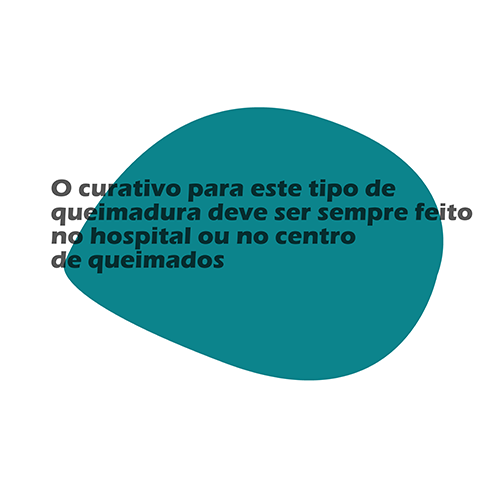 O curativo para este tipo de
queimadura deve ser sempre feito
no hospital ou no centro
de queimados